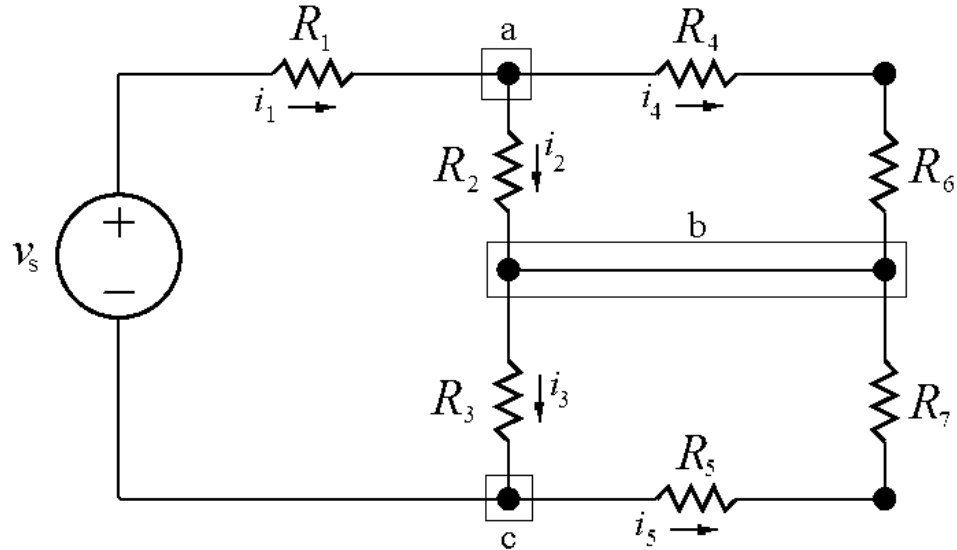 a
R₁
R₄
i₁
i₄
R₂
i₂
R₆
b
+
vₛ
−
R₃
i₃
R₇
R₅
i₅
c